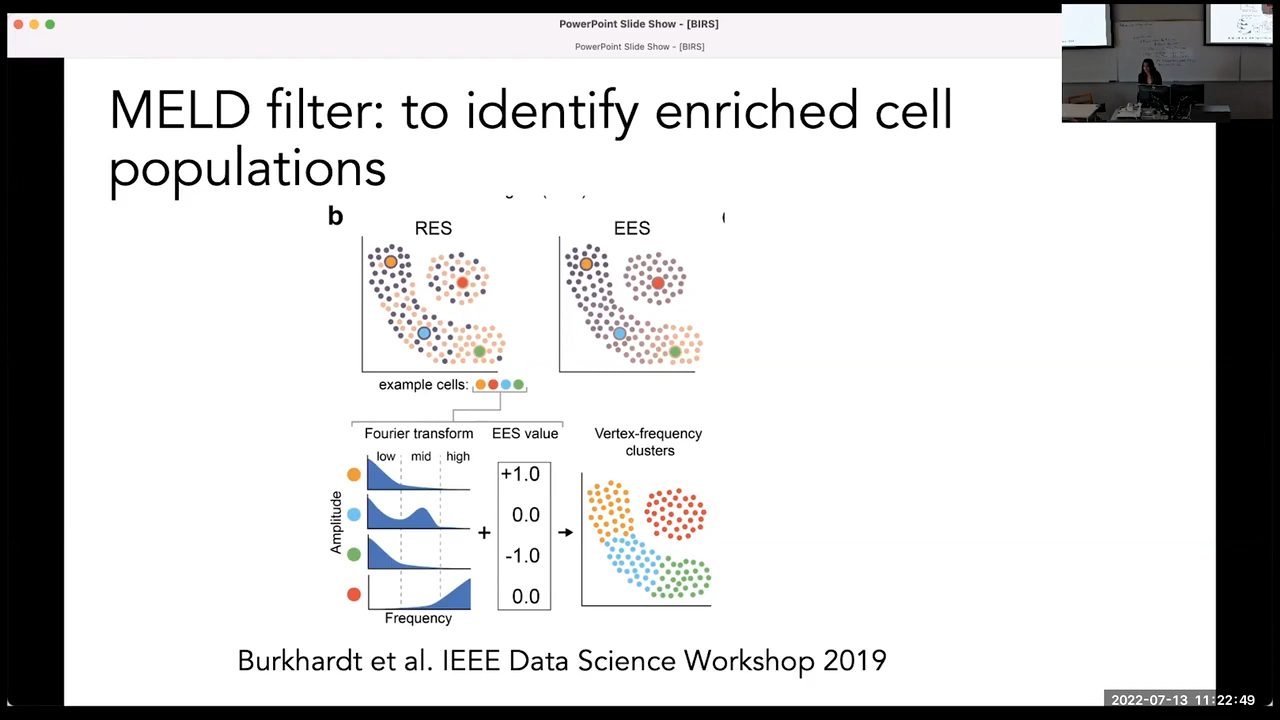 PowerPoint Slide Show - [BIRS]
PowerPoint Slide Show - [BIRS]
MELD filter: to identify enriched cell
populations
b
RES
EES
example cells:
Fourier transform
EES value
Vertex-frequency
clusters
low
mid
high
Amplitude
+1.0
0.0
+
-1.0
0.0
Frequency
Burkhardt et al. IEEE Data Science Workshop 2019
2022-07-13 11:22:49